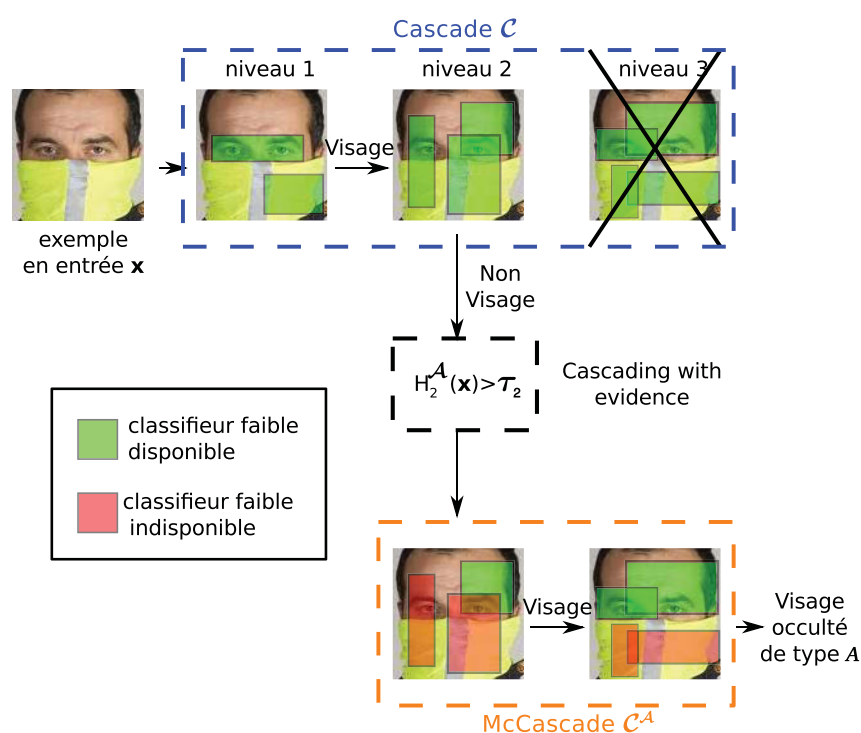 Cascade 𝓒
niveau 1
niveau 2
niveau 3
Visage
exemple
en entrée x
Non
Visage
H₂^𝓐(x)>τ₂
Cascading with
evidence
classifieur faible
disponible
classifieur faible
indisponible
Visage
Visage
occulté
de type A
McCascade 𝓒^𝓐